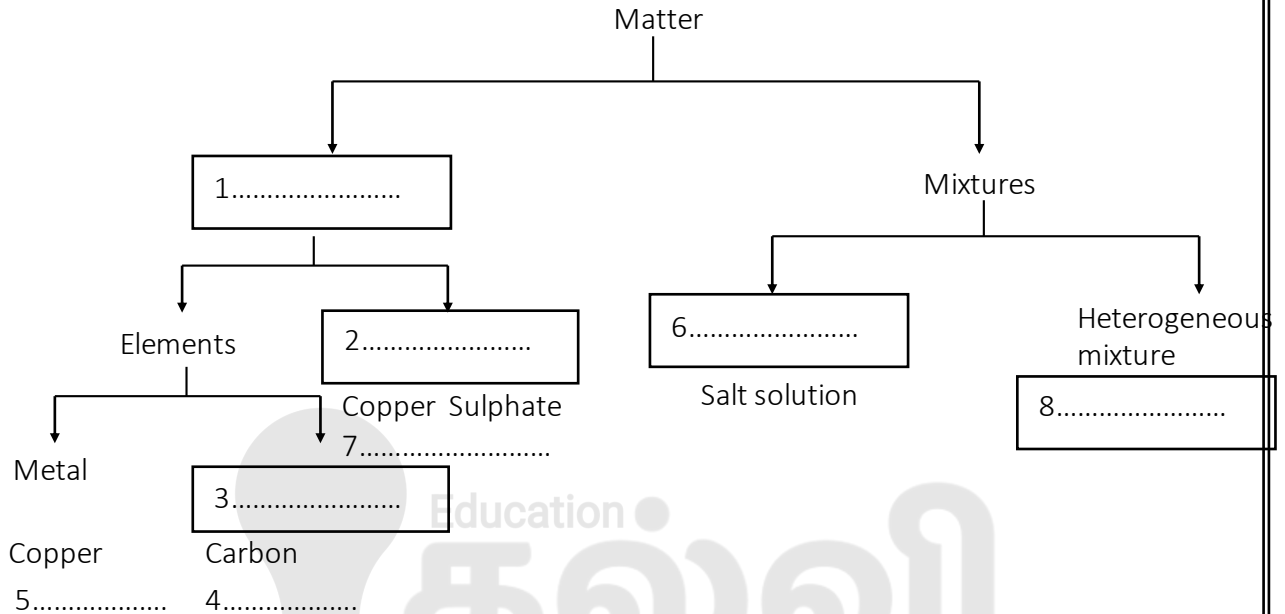 Matter
1........................
Mixtures
Elements
2........................
6........................
Heterogeneous
mixture
Copper Sulphate
7...........................
Salt solution
8........................
Metal
3........................
Education
கல்வி
Copper
Carbon
5...................
4...................